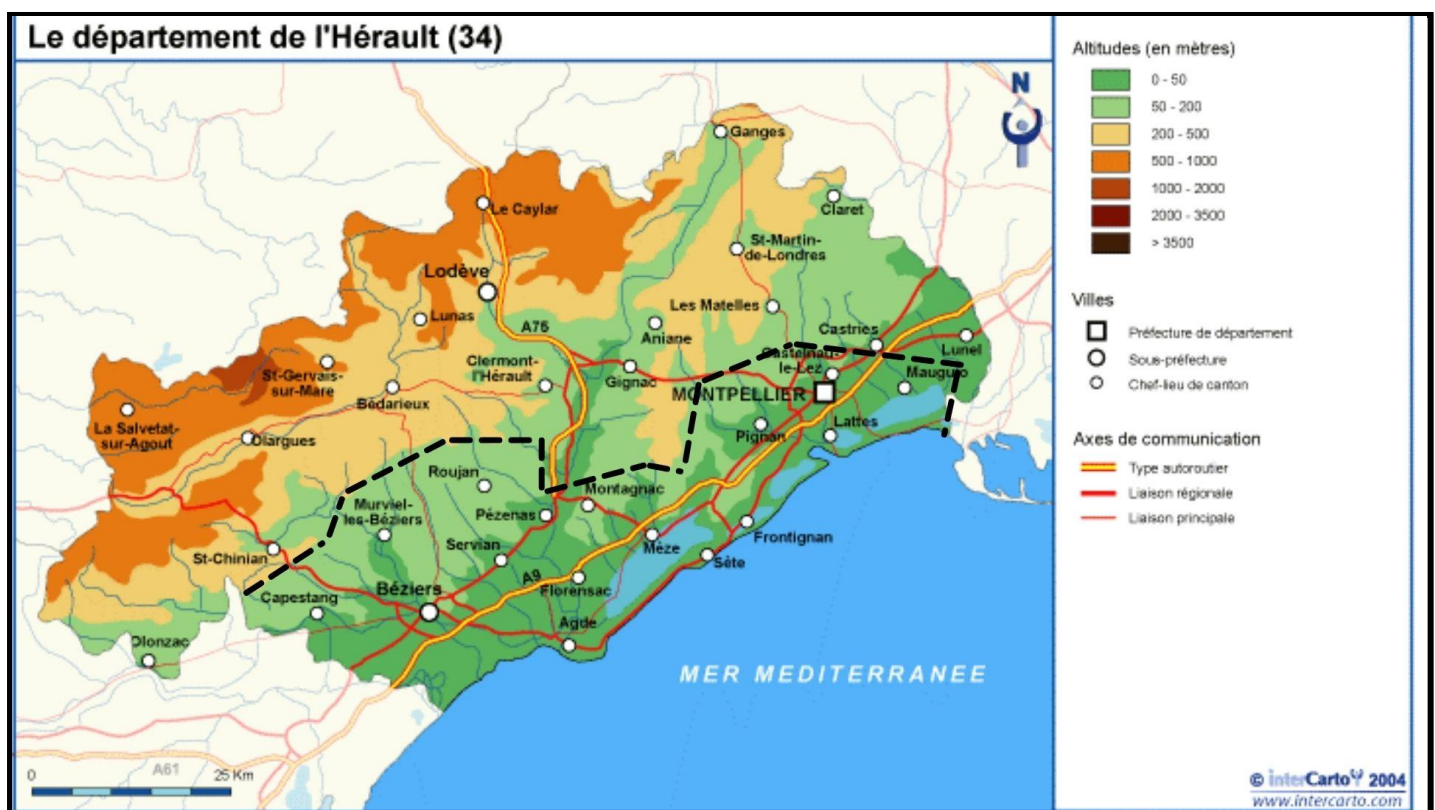 Le département de l'Hérault (34)
N
Ganges
Le Caylar
Claret
St-Martin-
de-Londres
Lodève
Les Matelles
Lunas
A75
Aniane
Castries
Lunel
Clermont-
l'Hérault
Castelnau-
le-Lez
St-Gervais-
sur-Mare
Gignac
Mauguio
Bédarieux
MONTPELLIER
La Salvetat-
sur-Agout
Olargues
Pignan
Lattes
Roujan
Montagnac
Murviel-
les-Béziers
Pézenas
Servian
Mèze
Frontignan
St-Chinian
Sète
A9
Florensac
Capestang
Béziers
Agde
Olonzac
MER MEDITERRANEE
A61
0
25 Km
Altitudes (en mètres)
0 - 50
50 - 200
200 - 500
500 - 1000
1000 - 2000
2000 - 3500
> 3500
Villes
Préfecture de département
Sous-préfecture
Chef-lieu de canton
Axes de communication
Type autoroutier
Liaison régionale
Liaison principale
© interCarto 2004
www.intercarto.com